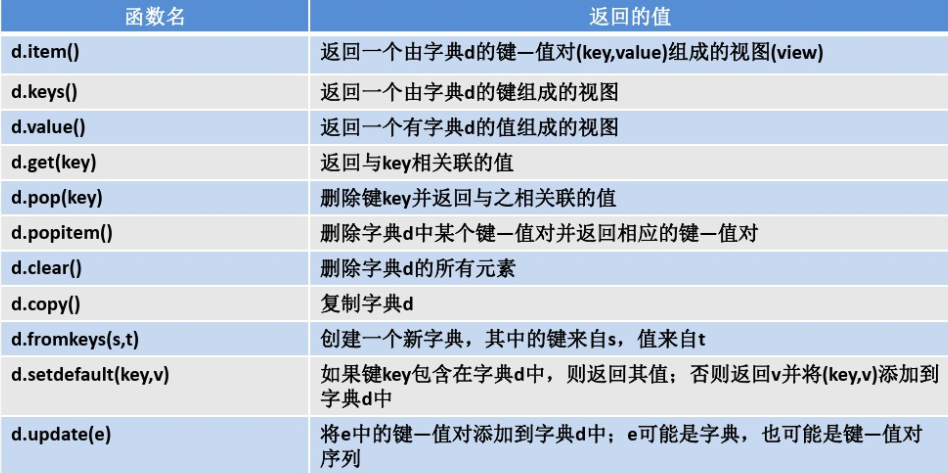 函数名 返回的值
d.item() 返回一个由字典d的键—值对(key,value)组成的视图(view)
d.keys() 返回一个由字典d的键组成的视图
d.value() 返回一个有字典d的值组成的视图
d.get(key) 返回与key相关联的值
d.pop(key) 删除键key并返回与之相关联的值
d.popitem() 删除字典d中某个键—值对并返回相应的键—值对
d.clear() 删除字典d的所有元素
d.copy() 复制字典d
d.fromkeys(s,t) 创建一个新字典，其中的键来自s，值来自t
d.setdefault(key,v) 如果键key包含在字典d中，则返回其值；否则返回v并将(key,v)添加到
字典d中
d.update(e) 将e中的键—值对添加到字典d中；e可能是字典，也可能是键—值对
序列